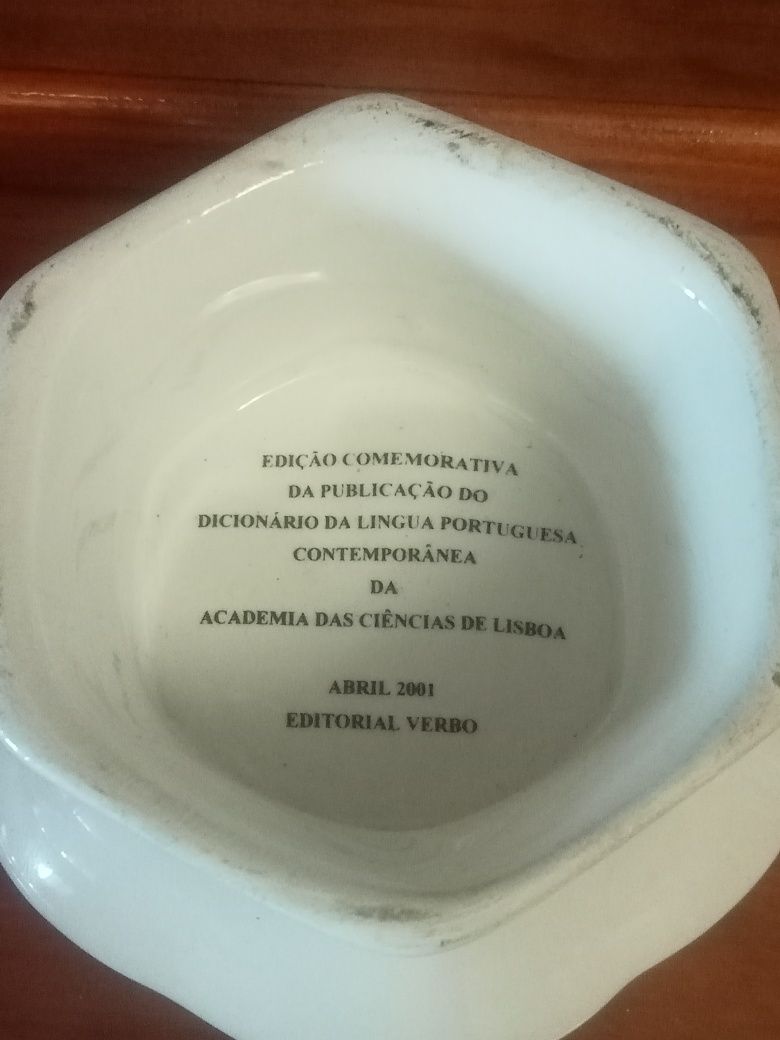 EDIÇÃO COMEMORATIVA
DA PUBLICAÇÃO DO
DICIONÁRIO DA LINGUA PORTUGUESA
CONTEMPORÂNEA
DA
ACADEMIA DAS CIÊNCIAS DE LISBOA
ABRIL 2001
EDITORIAL VERBO